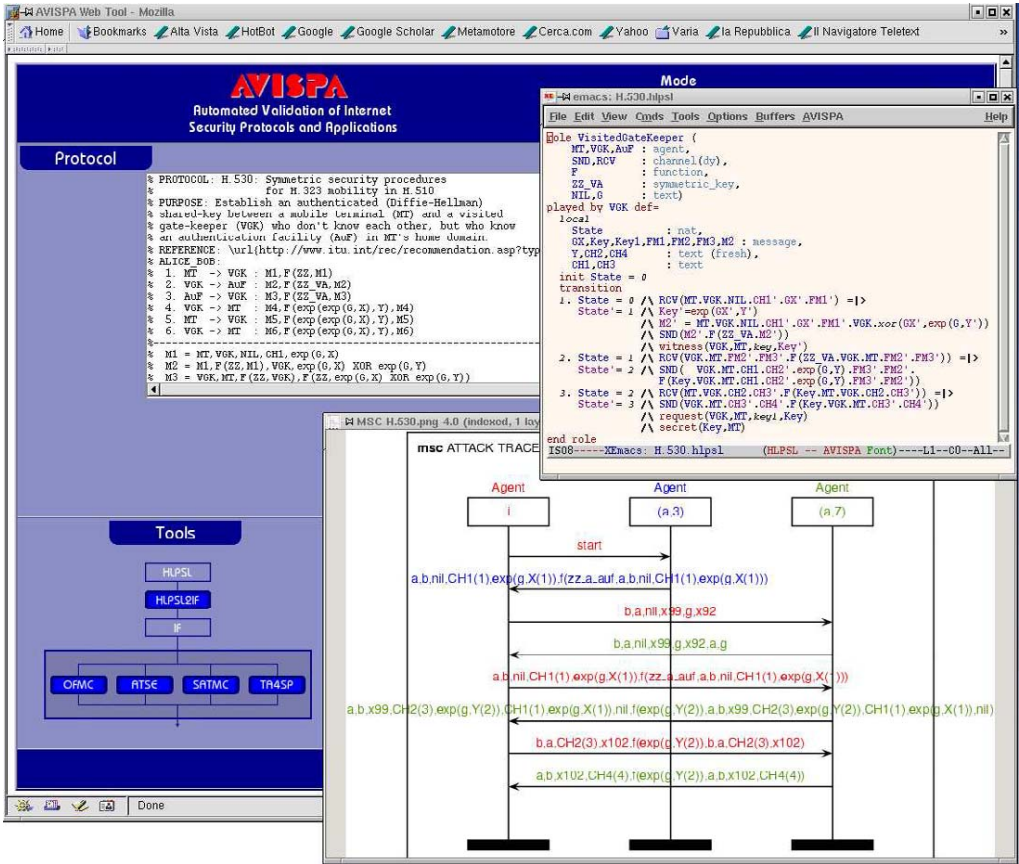 AVISPA Web Tool - Mozilla
Home Bookmarks Alta Vista HotBot Google Google Scholar Metamotore Cerca.com Yahoo Varia la Repubblica Il Navigatore Teletext »
AVISPA
Automated Validation of Internet
Security Protocols and Applications
Mode
Protocol
% PROTOCOL: H.530: Symmetric security procedures
% for H.323 mobility in H.510
% PURPOSE: Establish an authenticated (Diffie-Hellman)
% shared-key between a mobile terminal (MT) and a visited
% gate-keeper (VGK) who don't know each other, but who know
% an authentication facility (AuF) in MT's home domain.
% REFERENCE: \url{http://www.itu.int/rec/recommendation.asp?typ
% ALICE_BOB:
% 1. MT -> VGK : M1,F(ZZ,M1)
% 2. VGK -> AuF : M2,F(ZZ_VA,M2)
% 3. AuF -> VGK : M3,F(ZZ_VA,M3)
% 4. VGK -> MT : M4,F(exp(exp(G,X),Y),M4)
% 5. MT -> VGK : M5,F(exp(exp(G,X),Y),M5)
% 6. VGK -> MT : M6,F(exp(exp(G,X),Y),M6)
%--------------------------------------------------
% M1 = MT,VGK,NIL,CH1,exp(G,X)
% M2 = M1,F(ZZ,M1),VGK,exp(G,X) XOR exp(G,Y)
% M3 = VGK,MT,F(ZZ,VGK),F(ZZ,exp(G,X) XOR exp(G,Y))
Tools
HLPSL
HLPSL2IF
IF
OFMC ATSE SATMC TA4SP
Done
emacs: H.530.hlpsl
File Edit View Cmds Tools Options Buffers AVISPA Help
role VisitedGateKeeper (
MT,VGK,AuF : agent,
SND,RCV : channel(dy),
F : function,
ZZ_VA : symmetric_key,
NIL,G : text)
played_by VGK def=
local
State : nat,
GX,Key,Key1,FM1,FM2,FM3,M2 : message,
Y,CH2,CH4 : text (fresh),
CH1,CH3 : text
init State = 0
transition
1. State = 0 /\ RCV(MT.VGK.NIL.CH1'.GX'.FM1') =|>
State'= 1 /\ Key'=exp(GX',Y')
/\ M2' = MT.VGK.NIL.CH1'.GX'.FM1'.VGK.xor(GX',exp(G,Y'))
/\ SND(M2'.F(ZZ_VA.M2'))
/\ witness(VGK,MT,key,Key')
2. State = 1 /\ RCV(VGK.MT.FM2'.FM3'.F(ZZ_VA.VGK.MT.FM2'.FM3')) =|>
State'= 2 /\ SND( VGK.MT.CH1.CH2'.exp(G,Y).FM3'.FM2'.
F(Key.VGK.MT.CH1.CH2'.exp(G,Y).FM3'.FM2'))
3. State = 2 /\ RCV(MT.VGK.CH2.CH3'.F(Key.MT.VGK.CH2.CH3')) =|>
State'= 3 /\ SND(VGK.MT.CH3'.CH4'.F(Key.VGK.MT.CH3'.CH4'))
/\ request(VGK,MT,key1,Key)
/\ secret(Key,MT)
end role
ISO8-----XEmacs: H.530.hlpsl (HLPSL -- AVISPA Font)----L1--C0--All--
MSC H.530.png 4.0 (indexed, 1 lay
msc ATTACK TRACE
Agent Agent Agent
i (a,3) (a,7)
start
a,b,nil,CH1(1),exp(g,X(1)),f(zz_a_auf,a,b,nil,CH1(1),exp(g,X(1)))
b,a,nil,x99,g,x92
b,a,nil,x99,g,x92,a,g
a,b,nil,CH1(1),exp(g,X(1)),f(zz_a_auf,a,b,nil,CH1(1),exp(g,X(1)))
a,b,x99,CH2(3),exp(g,Y(2)),CH1(1),exp(g,X(1)),nil,f(exp(g,Y(2)),a,b,x99,CH2(3),exp(g,Y(2)),CH1(1),exp(g,X(1)),nil)
b,a,CH2(3),x102,f(exp(g,Y(2)),b,a,CH2(3),x102)
a,b,x102,CH4(4),f(exp(g,Y(2)),a,b,x102,CH4(4))